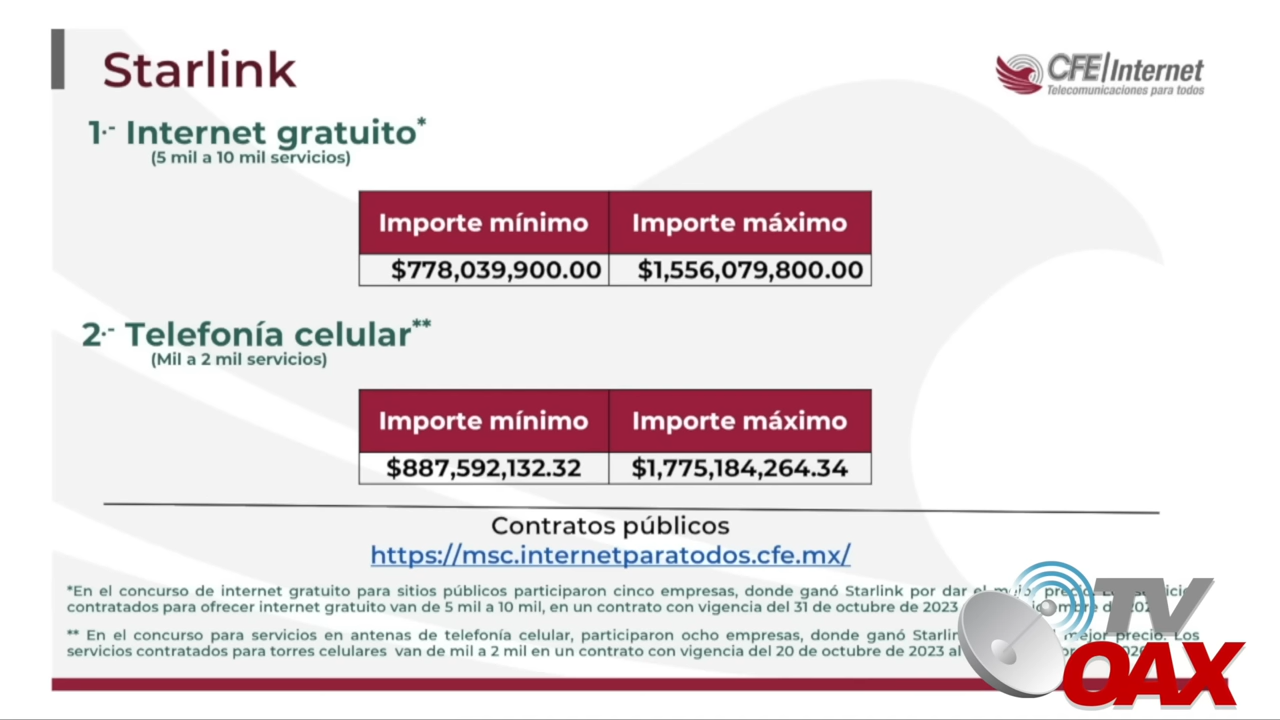 Starlink
CFE/Internet
Telecomunicaciones para todos
1.- Internet gratuito*
(5 mil a 10 mil servicios)
Importe mínimo Importe máximo
$778,039,900.00 $1,556,079,800.00
2.- Telefonía celular**
(Mil a 2 mil servicios)
Importe mínimo Importe máximo
$887,592,132.32 $1,775,184,264.34
Contratos públicos
https://msc.internetparatodos.cfe.mx/
*En el concurso de internet gratuito para sitios públicos participaron cinco empresas, donde ganó Starlink por dar el
contratados para ofrecer internet gratuito van de 5 mil a 10 mil, en un contrato con vigencia del 31 de octubre de 2023
** En el concurso para servicios en antenas de telefonía celular, participaron ocho empresas, donde ganó mejor precio. Los
servicios contratados para torres celulares van de mil a 2 mil en un contrato con vigencia del 20 de octubre de 2023 al
TV
OAX